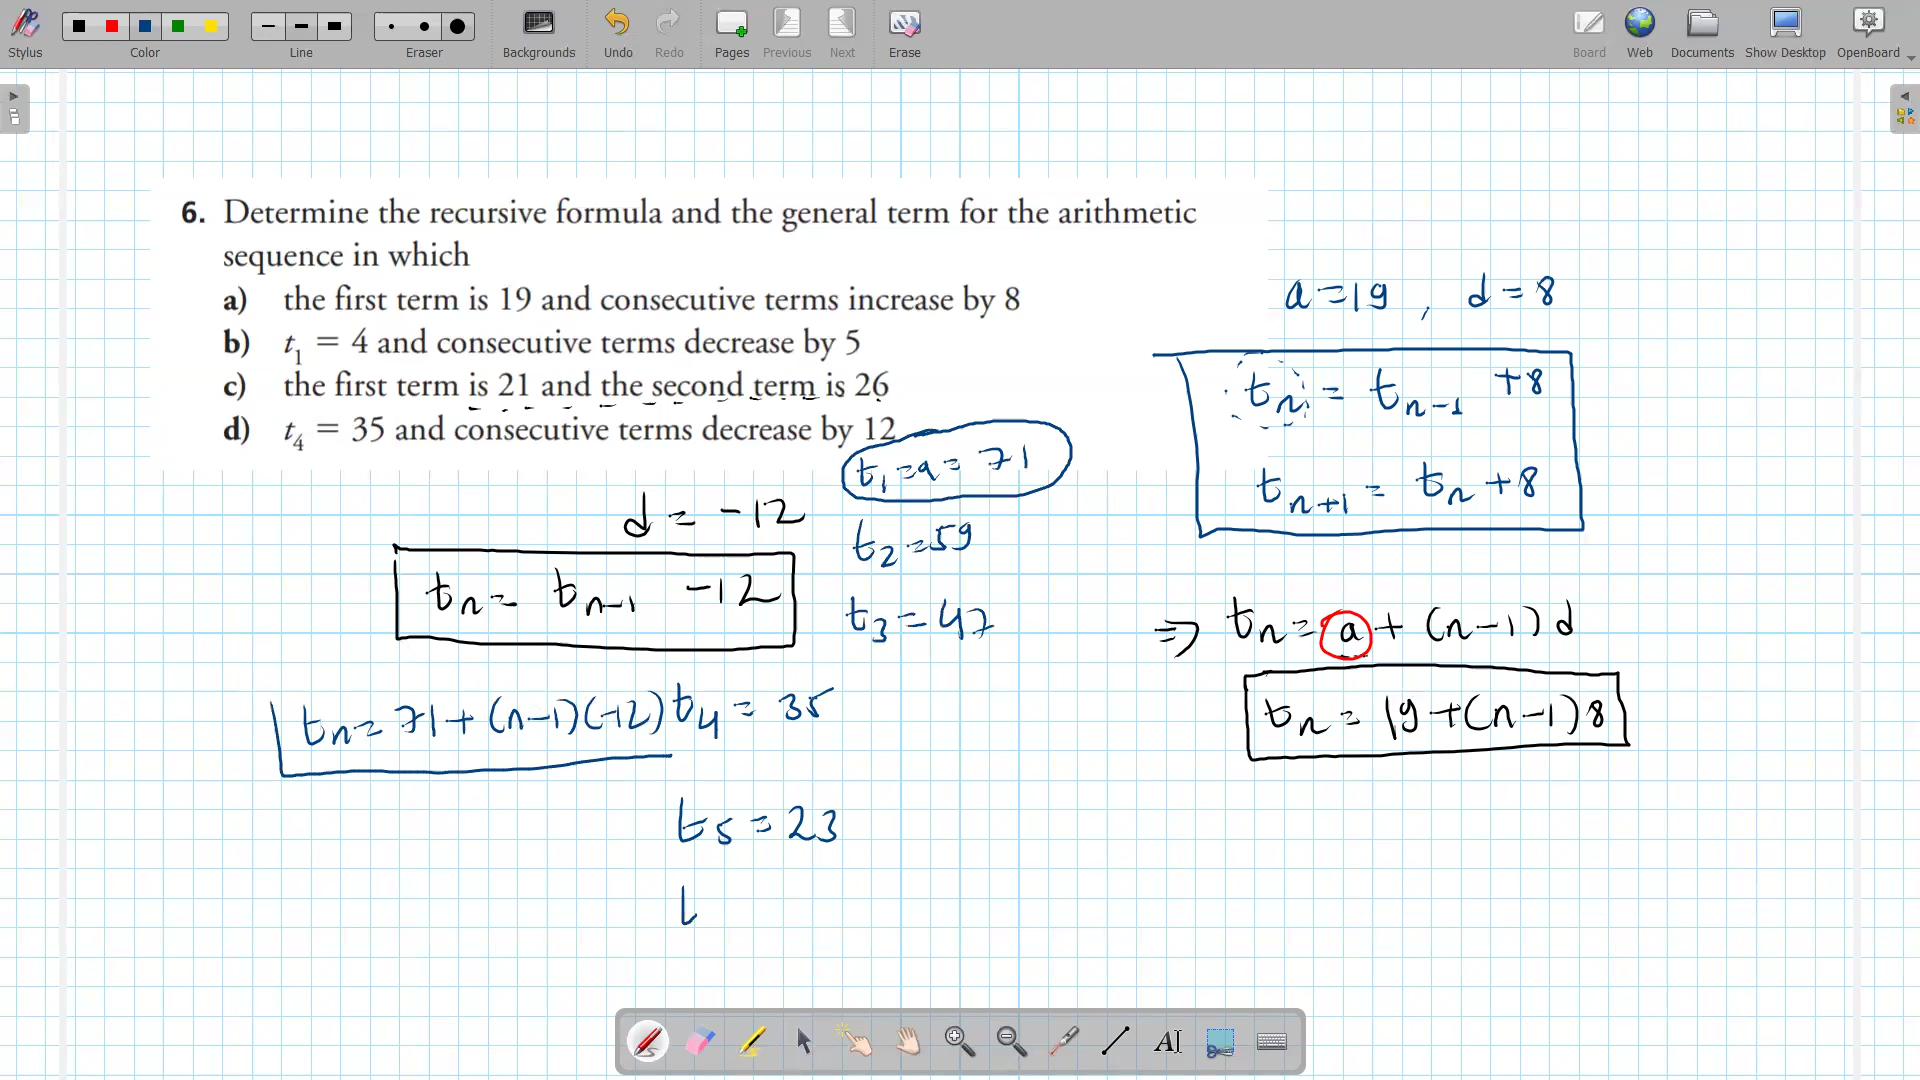 Stylus Color Line Eraser Backgrounds Undo Redo Pages Previous Next Erase Board Web Documents Show Desktop OpenBoard
6. Determine the recursive formula and the general term for the arithmetic
sequence in which
a) the first term is 19 and consecutive terms increase by 8
b) t₁ = 4 and consecutive terms decrease by 5
c) the first term is 21 and the second term is 26
d) t₄ = 35 and consecutive terms decrease by 12
a = 19 , d = 8
tₙ = tₙ₋₁ +8
tₙ₊₁ = tₙ + 8
⇒ tₙ = a + (n-1) d
tₙ = 19 + (n-1) 8
d = -12
tₙ = tₙ₋₁ -12
t₁ = a = 71
t₂ = 59
t₃ = 47
t₄ = 35
t₅ = 23
tₙ = 71 + (n-1)(-12)